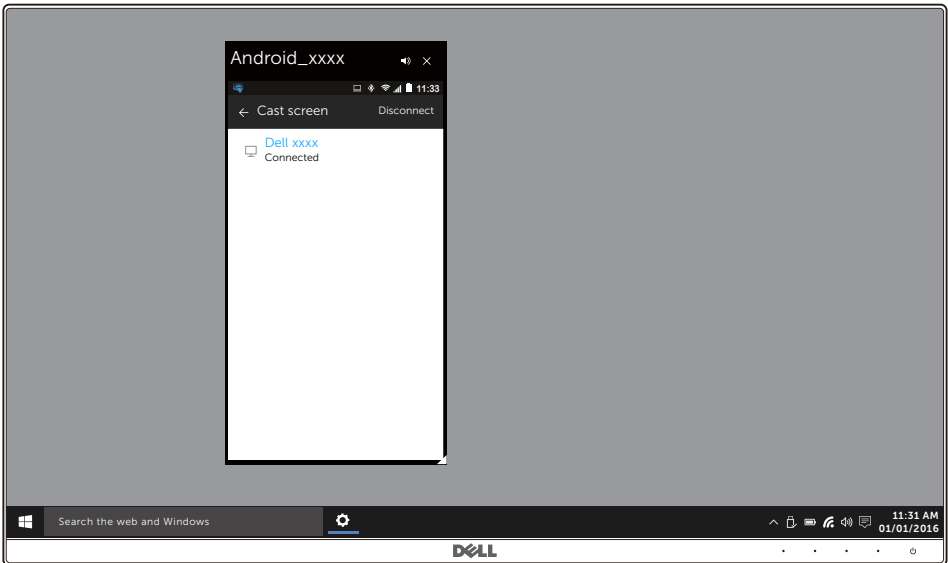 Android_xxxx
11:33
Cast screen Disconnect
Dell xxxx
Connected
Search the web and Windows
11:31 AM
01/01/2016
DELL